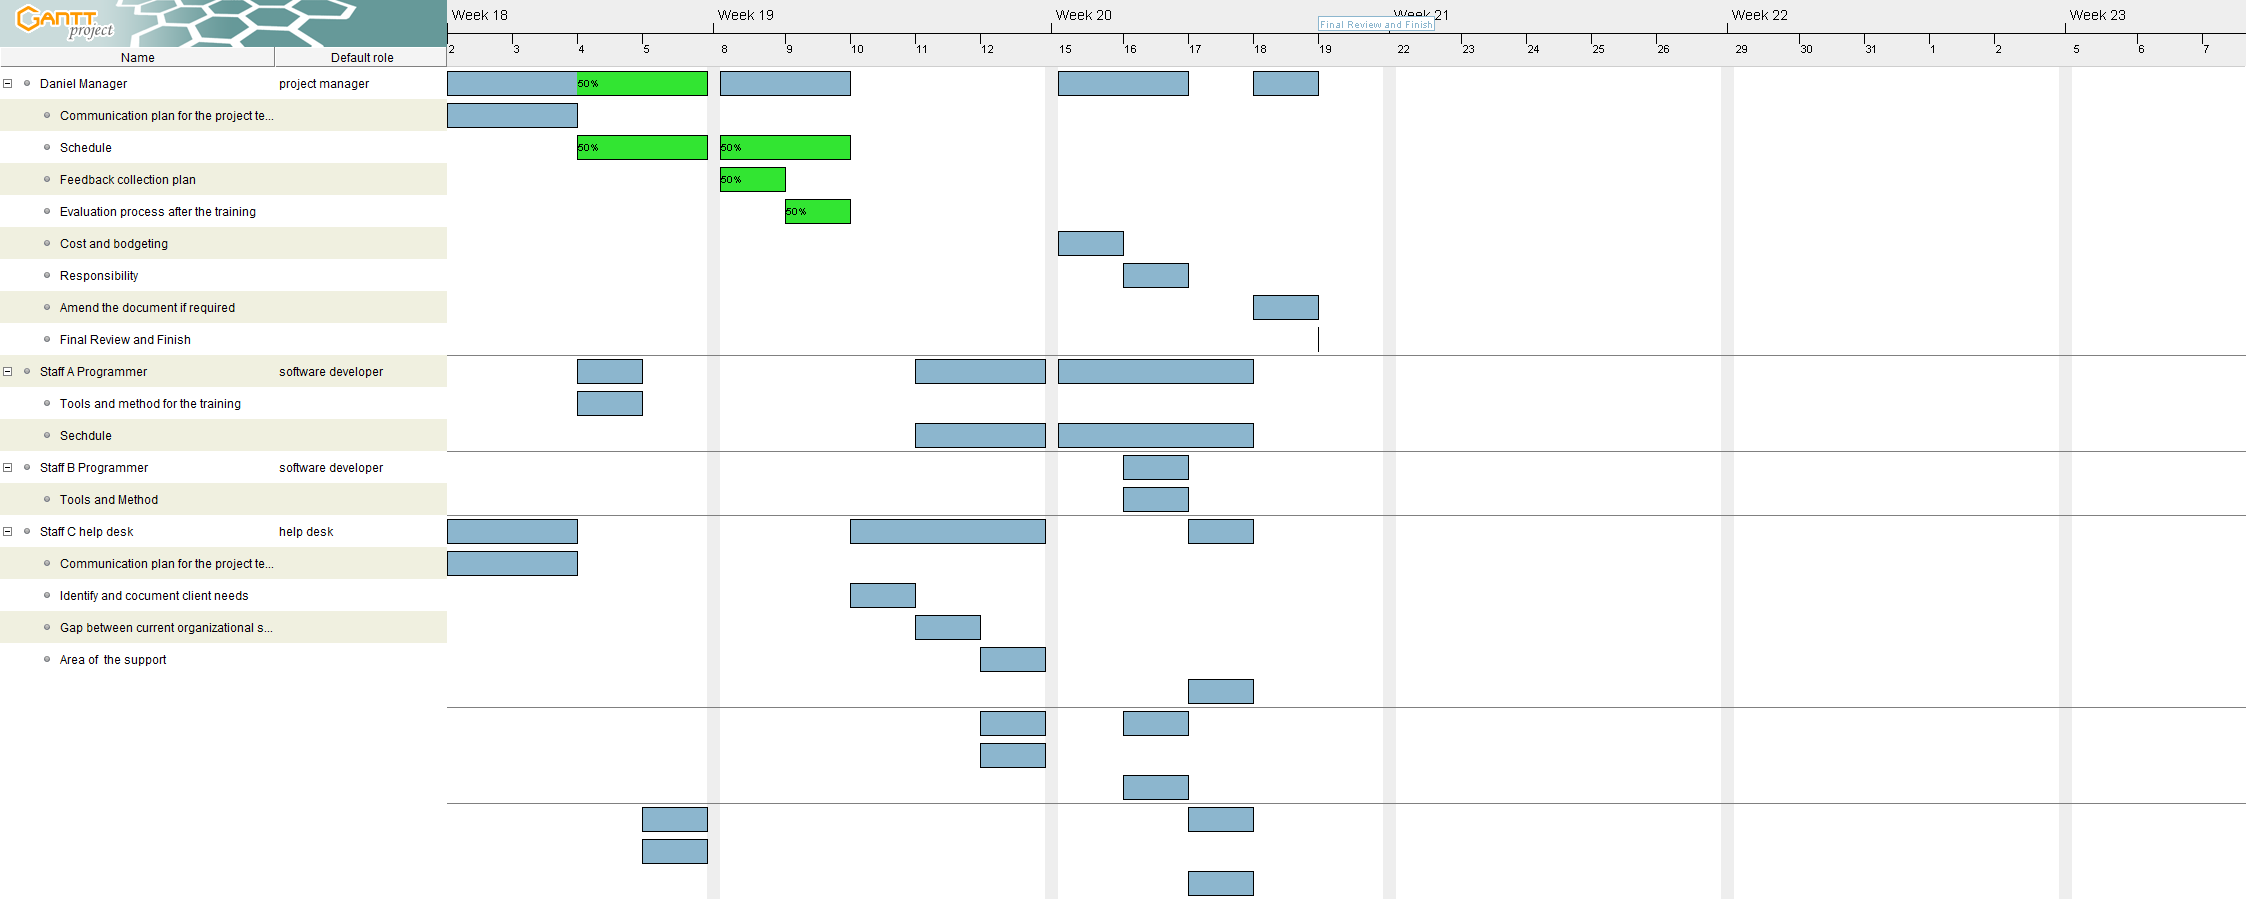 GANTT
project
Week 18 Week 19 Week 20 Week 21 Week 22 Week 23
Final Review and Finish
2 3 4 5 8 9 10 11 12 15 16 17 18 19 22 23 24 25 26 29 30 31 1 2 5 6 7
Name Default role
Daniel Manager project manager 50%
Communication plan for the project te...
Schedule 50% 50%
Feedback collection plan 50%
Evaluation process after the training 50%
Cost and bodgeting
Responsibility
Amend the document if required
Final Review and Finish
Staff A Programmer software developer
Tools and method for the training
Sechdule
Staff B Programmer software developer
Tools and Method
Staff C help desk help desk
Communication plan for the project te...
Identify and cocument client needs
Gap between current organizational s...
Area of the support